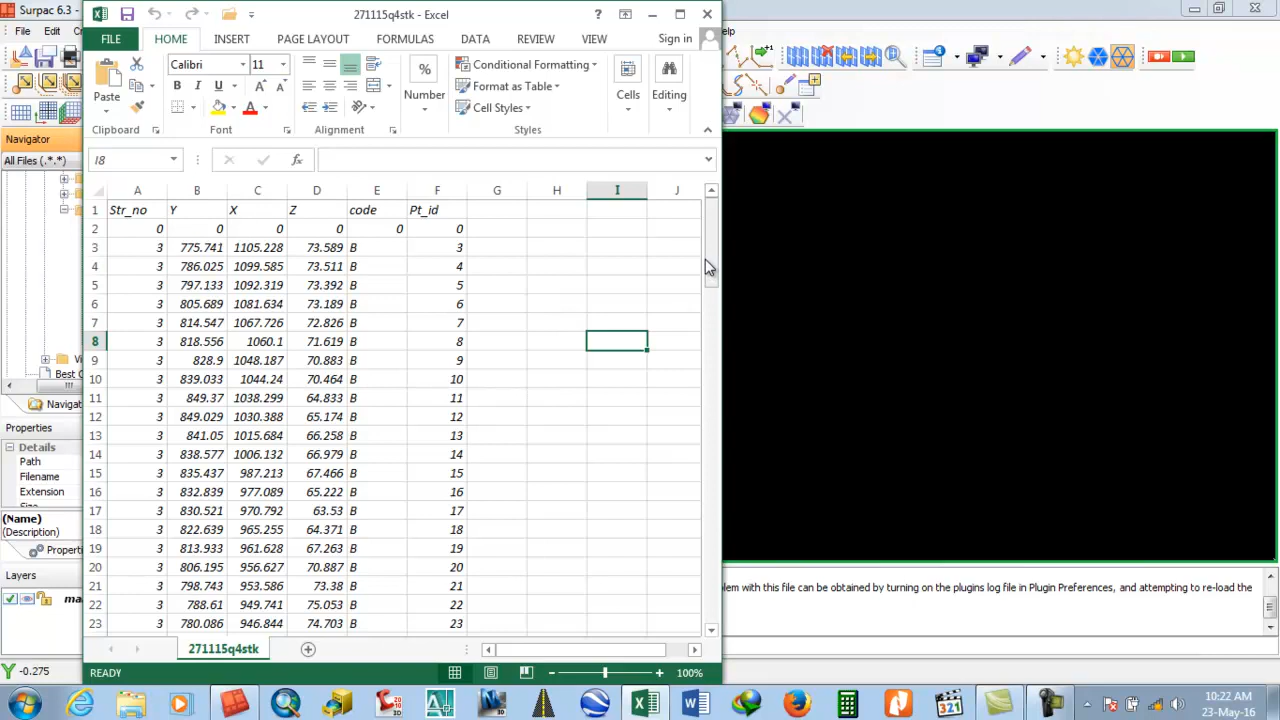 Surpac 6.3 -
271115q4stk - Excel
?
File Edit
FILE HOME INSERT PAGE LAYOUT FORMULAS DATA REVIEW VIEW Sign in
elp
Calibri 11
Paste
B I U
%
Number
Conditional Formatting
Format as Table
Cell Styles
Cells
Editing
Clipboard Font Alignment Styles
Navigator
All Files (.*.*)
I8
A B C D E F G H I J
1 Str_no Y X Z code Pt_id
2 0 0 0 0 0 0
3 3 775.741 1105.228 73.589 B 3
4 3 786.025 1099.585 73.511 B 4
5 3 797.133 1092.319 73.392 B 5
6 3 805.689 1081.634 73.189 B 6
7 3 814.547 1067.726 72.826 B 7
8 3 818.556 1060.1 71.619 B 8
9 3 828.9 1048.187 70.883 B 9
10 3 839.033 1044.24 70.464 B 10
11 3 849.37 1038.299 64.833 B 11
12 3 849.029 1030.388 65.174 B 12
13 3 841.05 1015.684 66.258 B 13
14 3 838.577 1006.132 66.979 B 14
15 3 835.437 987.213 67.466 B 15
16 3 832.839 977.089 65.222 B 16
17 3 830.521 970.792 63.53 B 17
18 3 822.639 965.255 64.371 B 18
19 3 813.933 961.628 67.263 B 19
20 3 806.195 956.627 70.887 B 20
21 3 798.743 953.586 73.38 B 21
22 3 788.61 949.741 75.053 B 22
23 3 780.086 946.844 74.703 B 23
Vi
Best C
Navigat
Properties
Details
Path
Filename
Extension
(Name)
(Description)
Properti
Layers
mai
271115q4stk
READY
100%
lem with this file can be obtained by turning on the plugins log file in Plugin Preferences, and attempting to re-load the
Y -0.275
10:22 AM
23-May-16